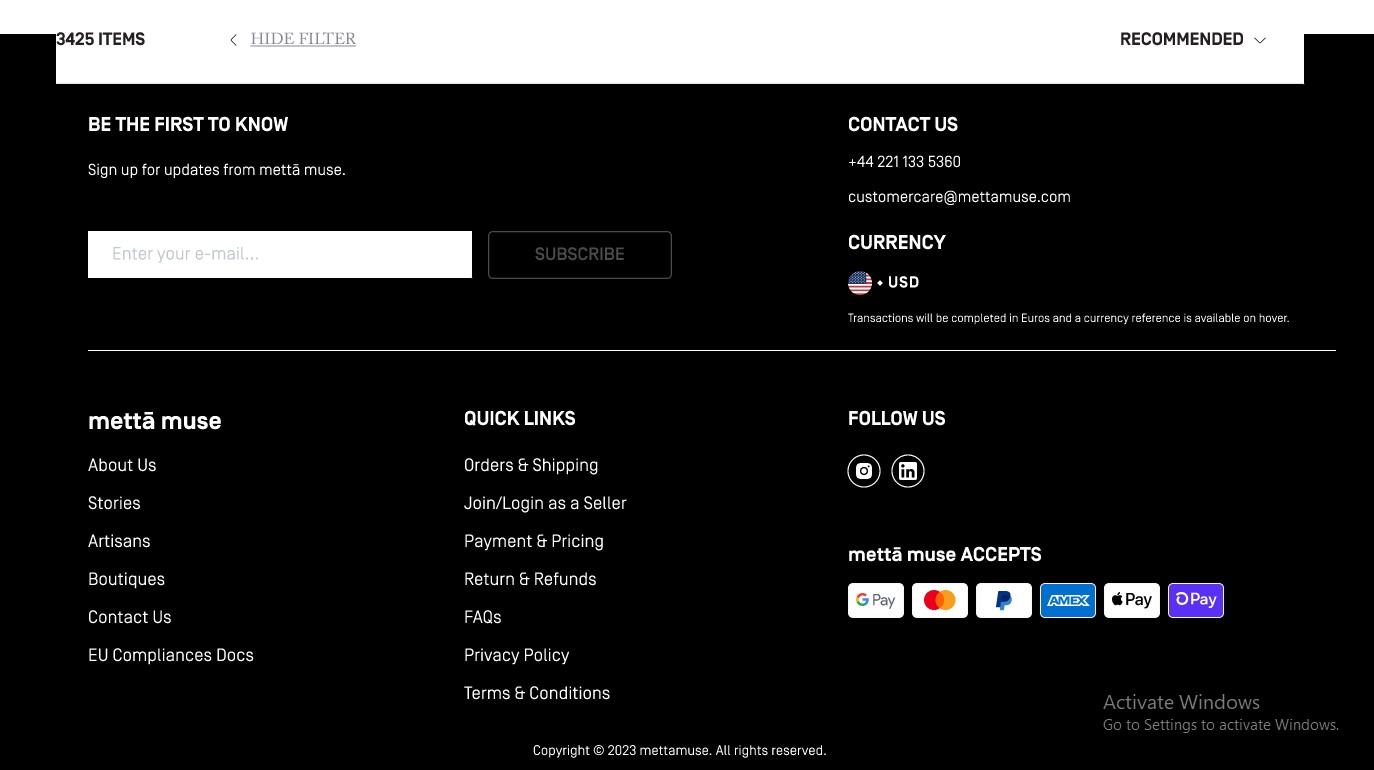 3425 ITEMS
HIDE FILTER
RECOMMENDED
BE THE FIRST TO KNOW
Sign up for updates from mettā muse.
Enter your e-mail...
SUBSCRIBE
CONTACT US
+44 221 133 5360
customercare@mettamuse.com
CURRENCY
USD
Transactions will be completed in Euros and a currency reference is available on hover.
mettā muse
About Us
Stories
Artisans
Boutiques
Contact Us
EU Compliances Docs
QUICK LINKS
Orders & Shipping
Join/Login as a Seller
Payment & Pricing
Return & Refunds
FAQs
Privacy Policy
Terms & Conditions
FOLLOW US
in
mettā muse ACCEPTS
G Pay
AMEX
Pay
Pay
Activate Windows
Go to Settings to activate Windows.
Copyright © 2023 mettamuse. All rights reserved.